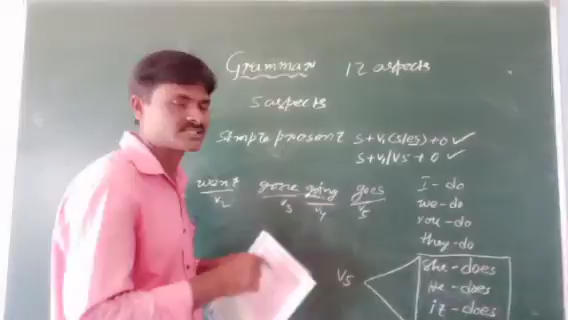 Grammar 12 aspects
5 aspects
Simple present S+V1(s/es)+O ✓
S+V1/V5+O ✓
went gone going goes
V2 V3 V4 V5
I - do
we - do
you - do
they - do
V5 She - does
He - does
it - does